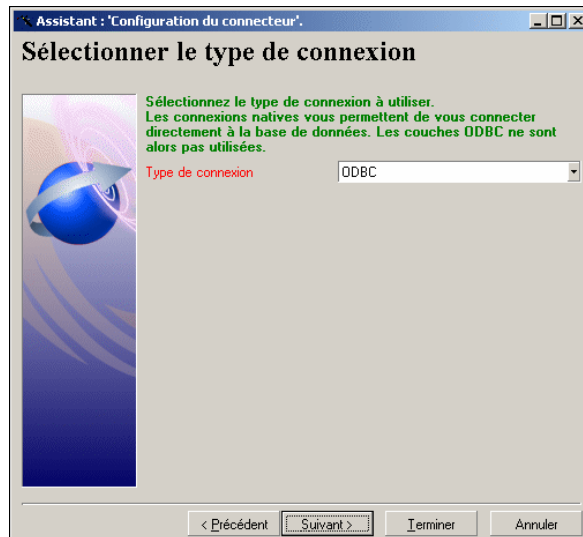 Assistant : 'Configuration du connecteur'.
Sélectionner le type de connexion
Sélectionnez le type de connexion à utiliser.
Les connexions natives vous permettent de vous connecter
directement à la base de données. Les couches ODBC ne sont
alors pas utilisées.
Type de connexion ODBC
< Précédent Suivant > Terminer Annuler